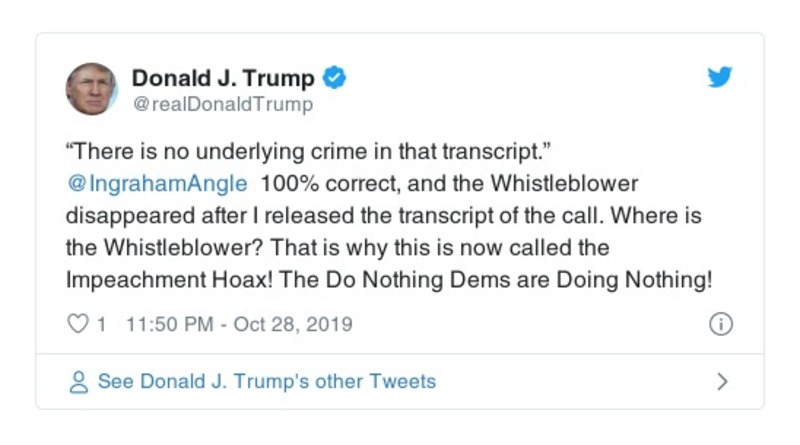 Donald J. Trump
@realDonaldTrump
“There is no underlying crime in that transcript.”
@IngrahamAngle 100% correct, and the Whistleblower
disappeared after I released the transcript of the call. Where is
the Whistleblower? That is why this is now called the
Impeachment Hoax! The Do Nothing Dems are Doing Nothing!
1 11:50 PM - Oct 28, 2019
See Donald J. Trump's other Tweets